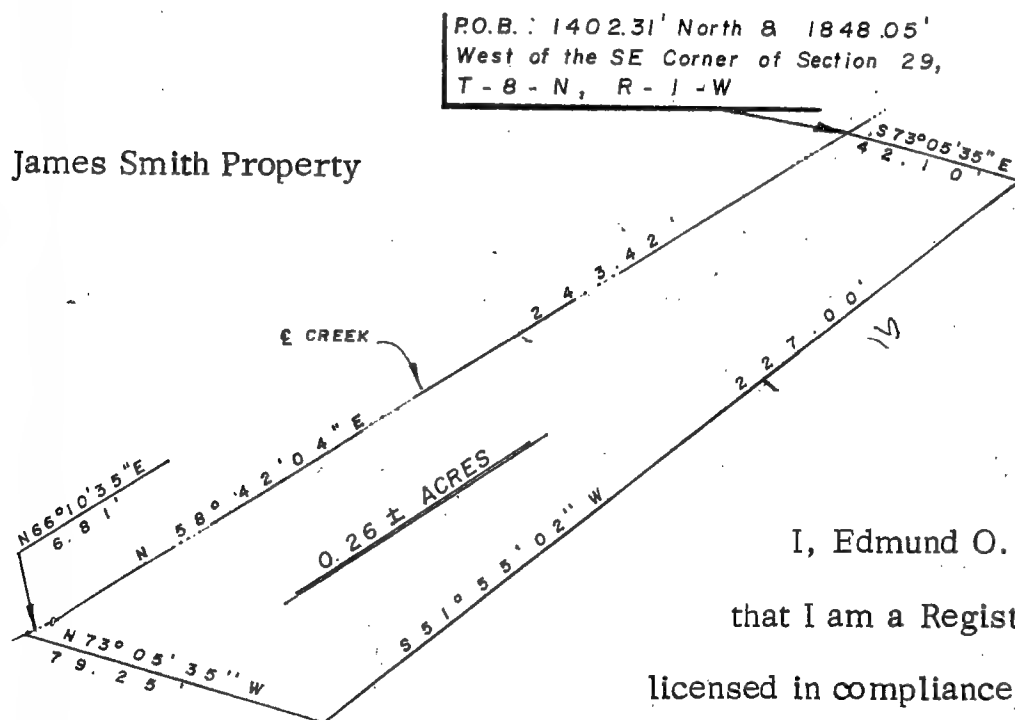 P.O.B.: 1402.31' North & 1848.05'
West of the SE Corner of Section 29,
T-8-N, R-1-W
S 73°05'35" E
42.10'
James Smith Property
243.42'
℄ CREEK
227.00'
N 58°42'04" E
N66°10'35"E
6.81'
0.26 ± ACRES
S 51° 55' 02" W
I, Edmund O.
that I am a Regist
licensed in compliance,
N 73° 05' 35" W
79.25'